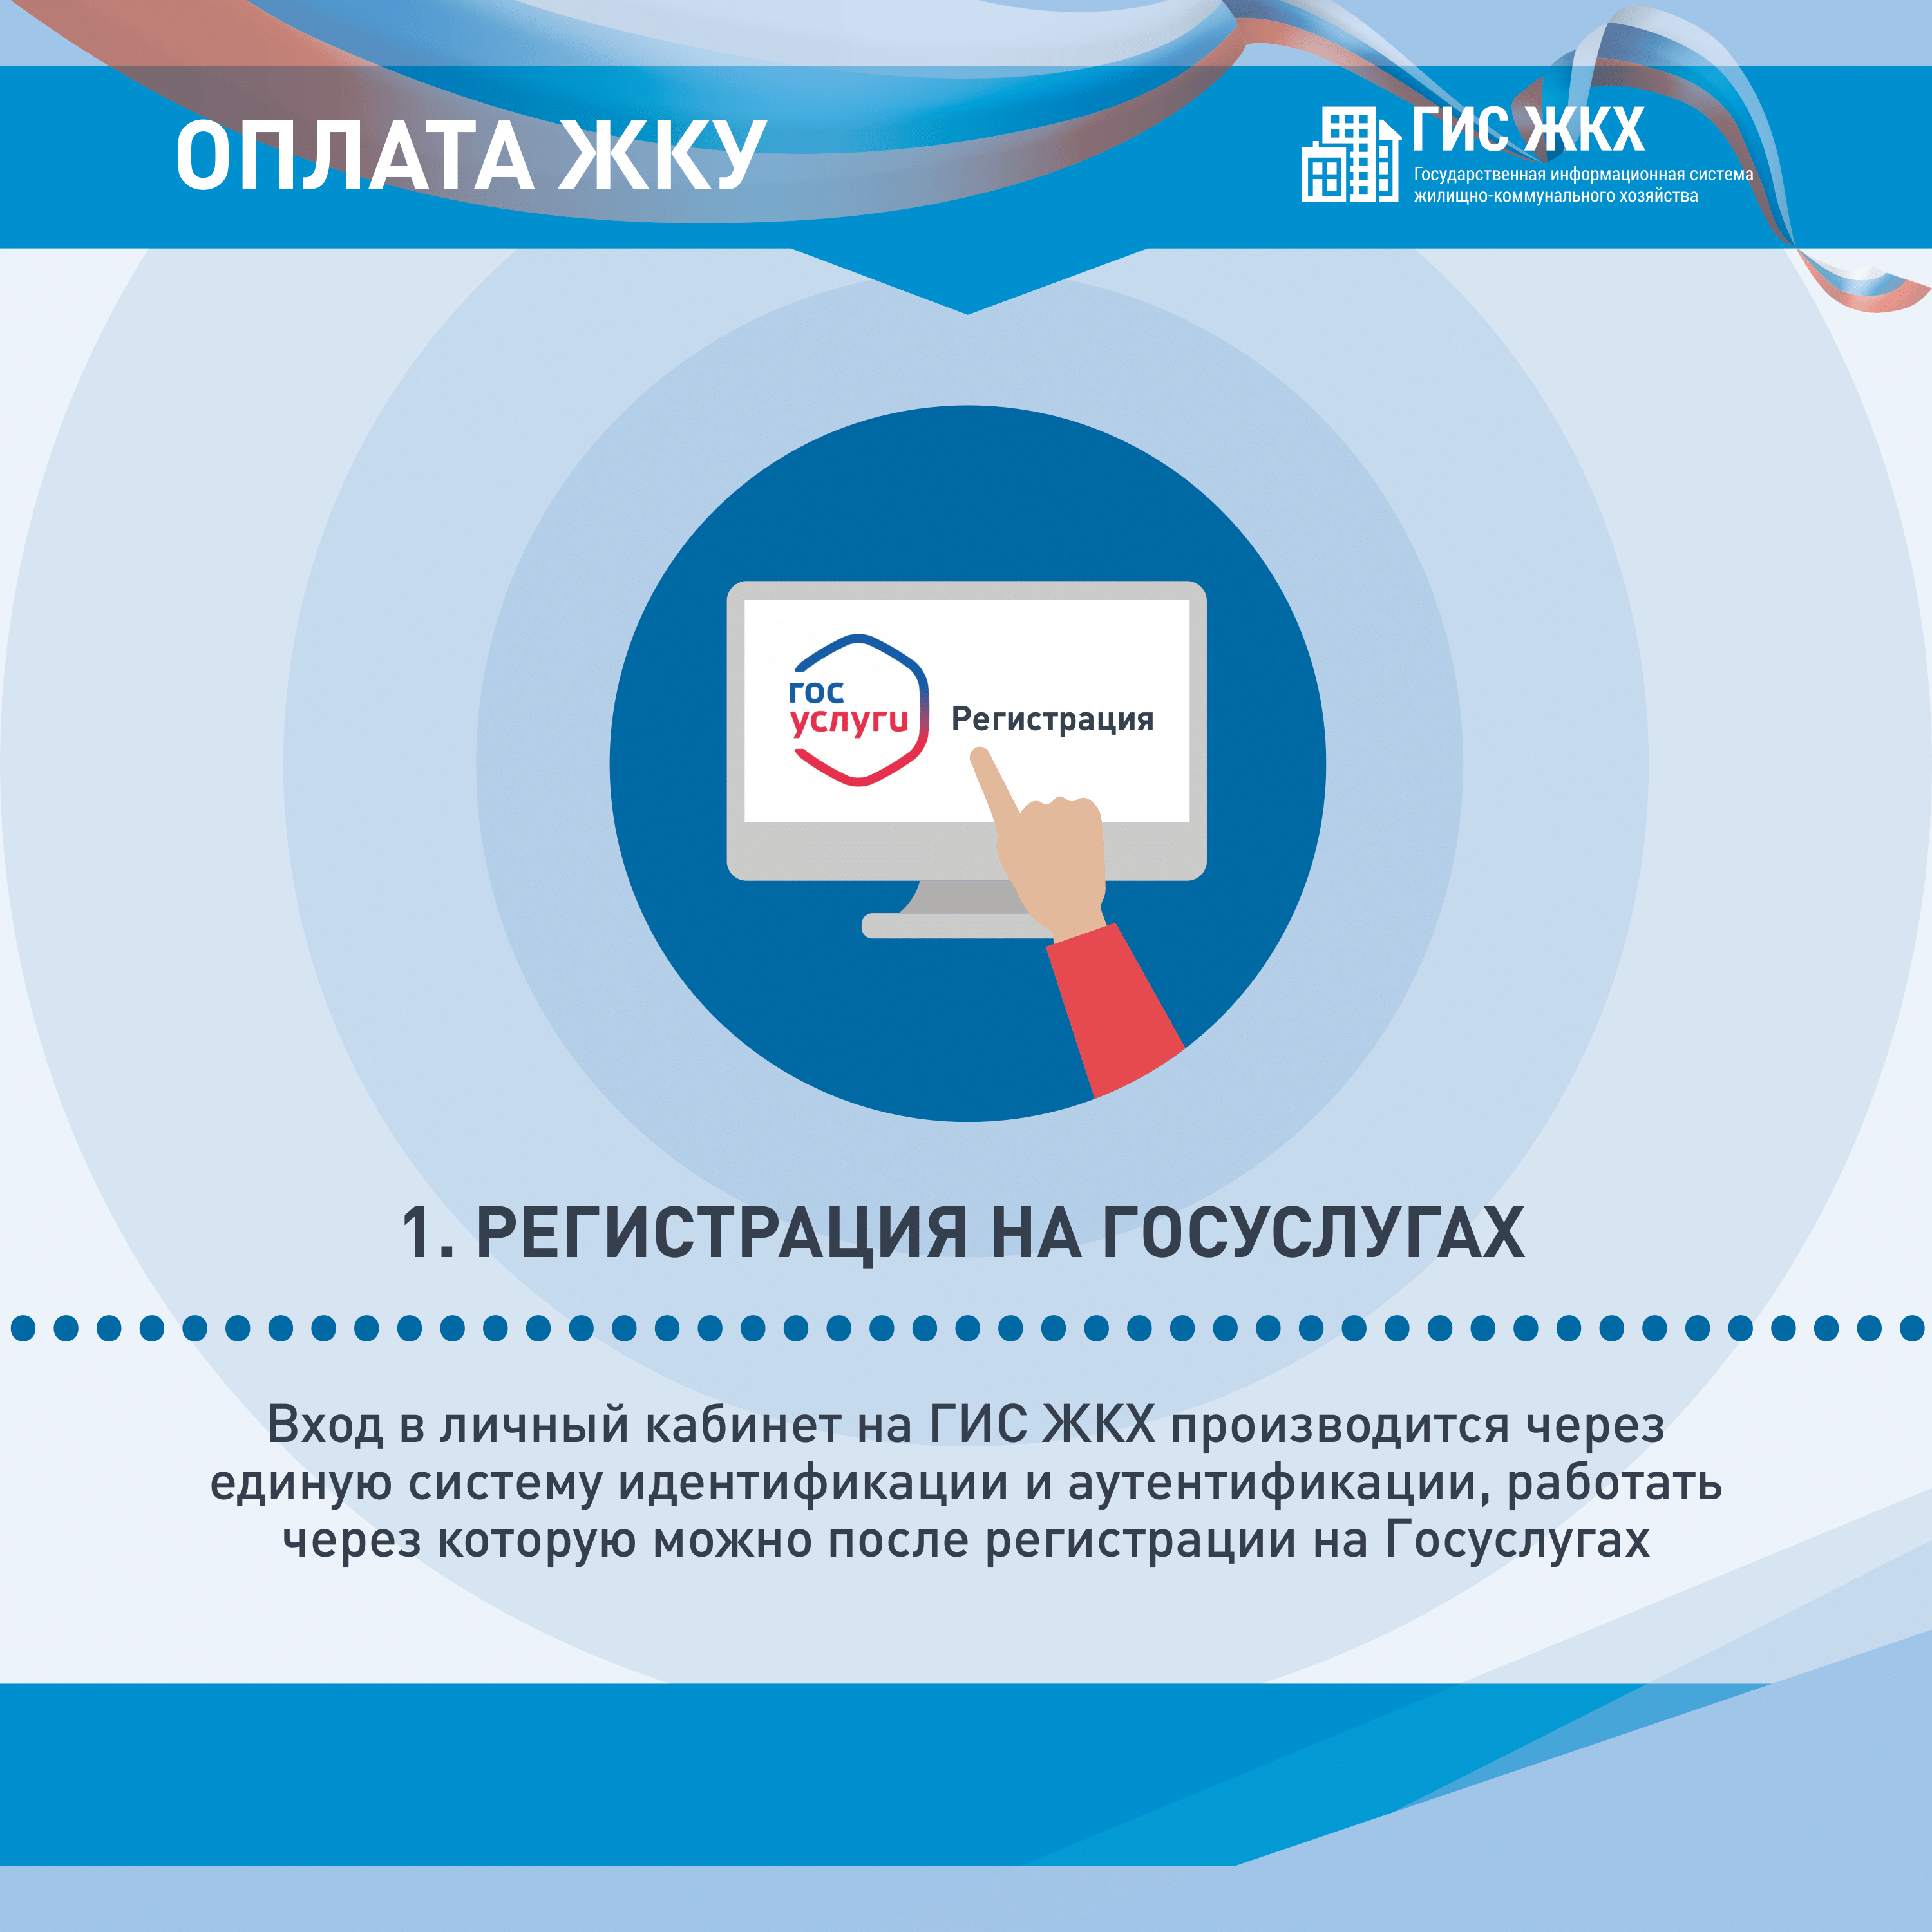 ОПЛАТА ЖКУ
ГИС ЖКХ
Государственная информационная система
жилищно-коммунального хозяйства
гос
услуги
Регистрация
1. РЕГИСТРАЦИЯ НА ГОСУСЛУГАХ
Вход в личный кабинет на ГИС ЖКХ производится через
единую систему идентификации и аутентификации, работать
через которую можно после регистрации на Госуслугах